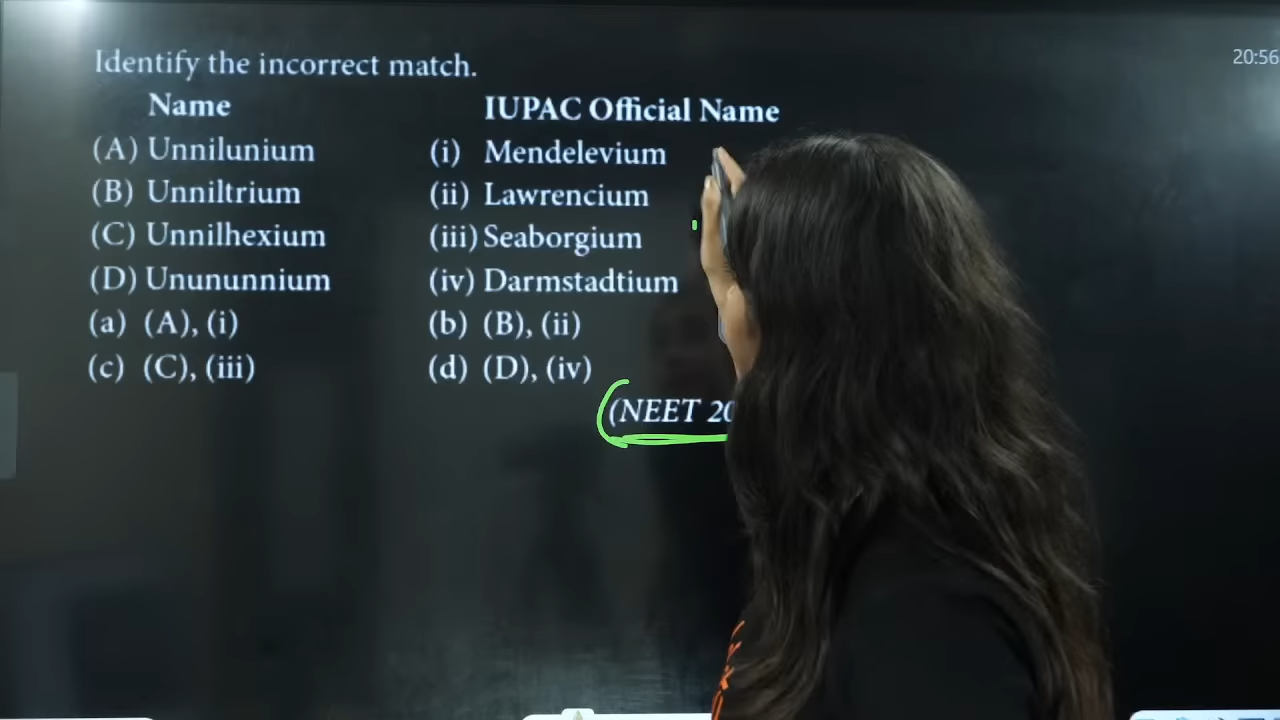 20:56
Identify the incorrect match.
Name IUPAC Official Name
(A) Unnilunium (i) Mendelevium
(B) Unniltrium (ii) Lawrencium
(C) Unnilhexium (iii) Seaborgium
(D) Unununnium (iv) Darmstadtium
(a) (A), (i) (b) (B), (ii)
(c) (C), (iii) (d) (D), (iv)
(NEET 20